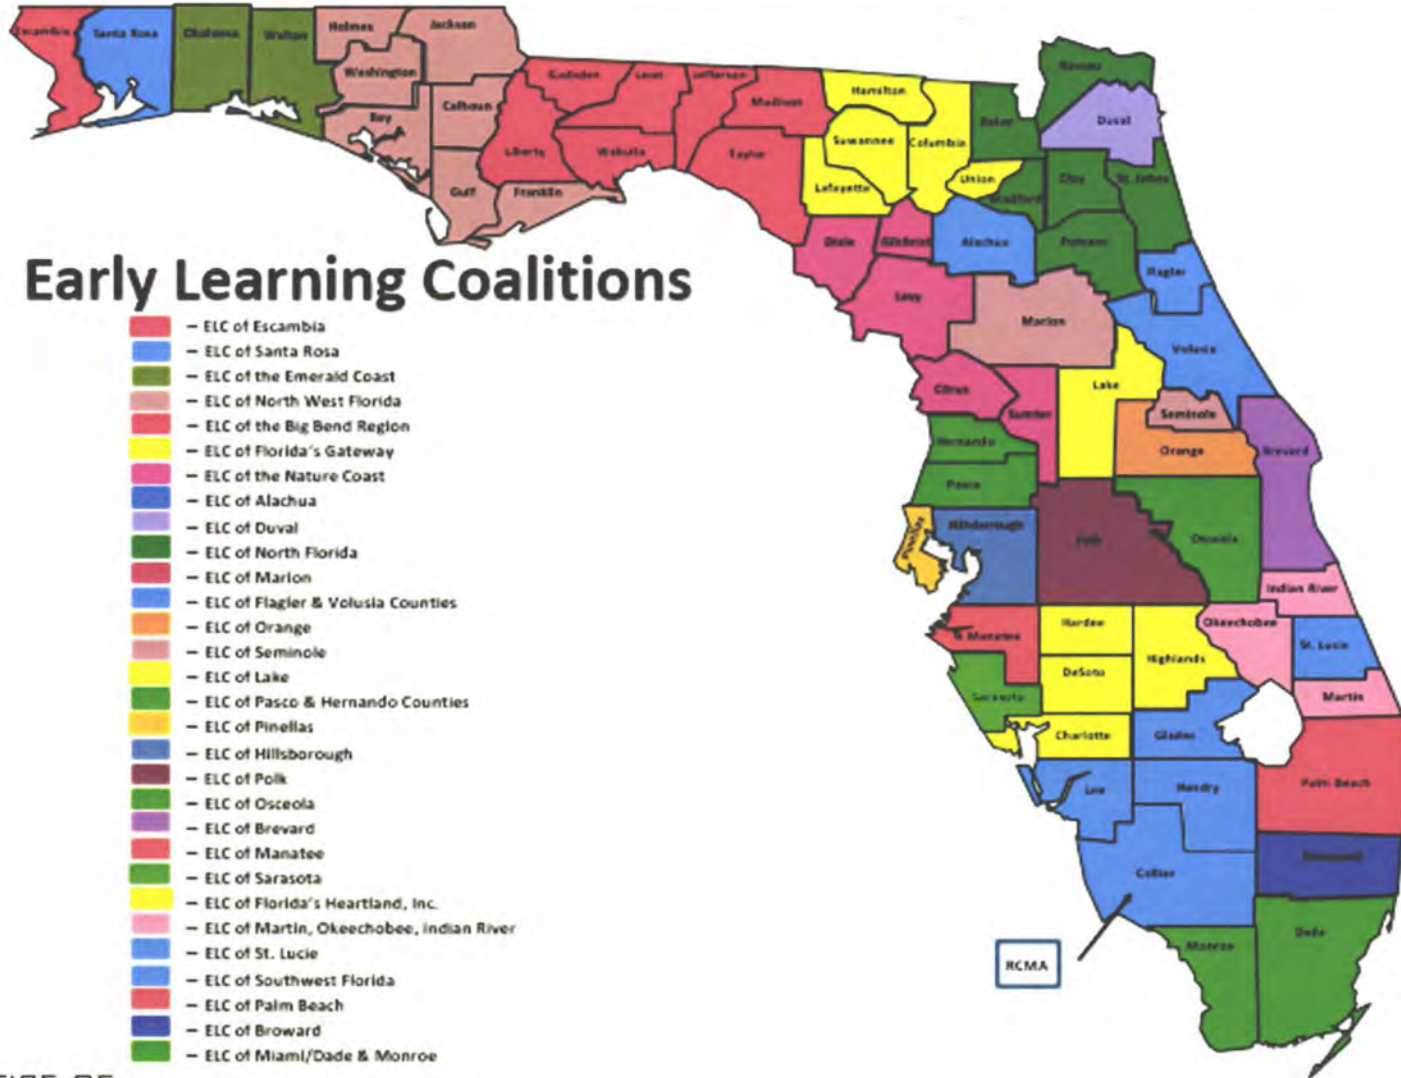 Escambia
Santa Rosa
Okaloosa
Walton
Holmes
Jackson
Washington
Bay
Calhoun
Gulf
Franklin
Liberty
Gadsden
Leon
Jefferson
Madison
Wakulla
Taylor
Hamilton
Suwannee
Columbia
Lafayette
Union
Baker
Nassau
Duval
Clay
St. Johns
Bradford
Putnam
Alachua
Dixie
Gilchrist
Levy
Marion
Flagler
Volusia
Citrus
Sumter
Lake
Seminole
Orange
Brevard
Hernando
Pasco
Pinellas
Hillsborough
Polk
Osceola
Indian River
Manatee
Hardee
Highlands
Okeechobee
St. Lucie
Sarasota
DeSoto
Martin
Charlotte
Glades
Lee
Hendry
Palm Beach
Collier
Monroe
Dade
RCMA
Early Learning Coalitions
– ELC of Escambia
– ELC of Santa Rosa
– ELC of the Emerald Coast
– ELC of North West Florida
– ELC of the Big Bend Region
– ELC of Florida's Gateway
– ELC of the Nature Coast
– ELC of Alachua
– ELC of Duval
– ELC of North Florida
– ELC of Marion
– ELC of Flagler & Volusia Counties
– ELC of Orange
– ELC of Seminole
– ELC of Lake
– ELC of Pasco & Hernando Counties
– ELC of Pinellas
– ELC of Hillsborough
– ELC of Polk
– ELC of Osceola
– ELC of Brevard
– ELC of Manatee
– ELC of Sarasota
– ELC of Florida's Heartland, Inc.
– ELC of Martin, Okeechobee, Indian River
– ELC of St. Lucie
– ELC of Southwest Florida
– ELC of Palm Beach
– ELC of Broward
– ELC of Miami/Dade & Monroe